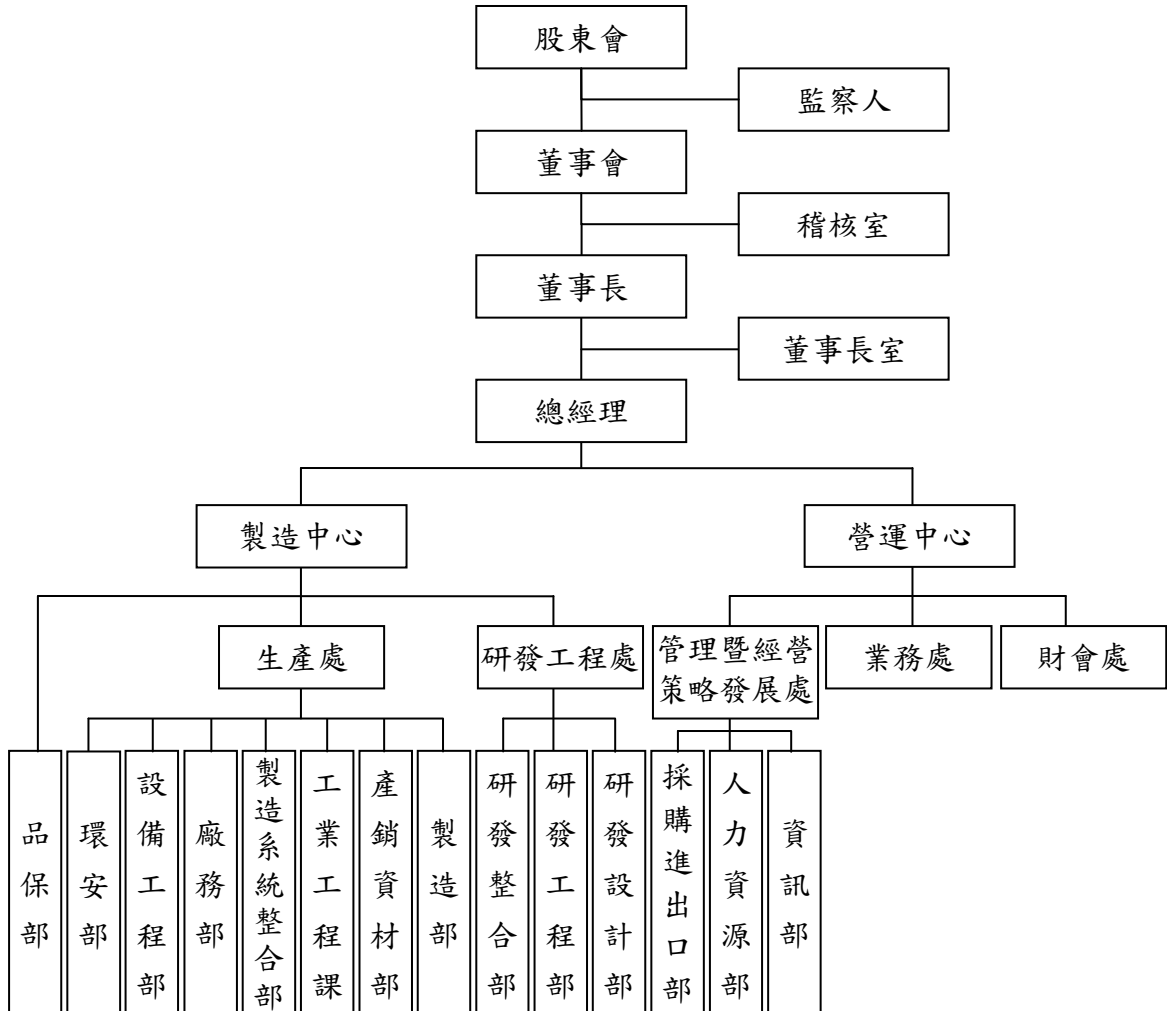 股東會
監察人
董事會
稽核室
董事長
董事長室
總經理
製造中心
營運中心
生產處
研發工程處
管理暨經營
策略發展處
業務處
財會處
品保部
環安部
設備工程部
廠務部
製造系統整合部
工業工程課
產銷資材部
製造部
研發整合部
研發工程部
研發設計部
採購進出口部
人力資源部
資訊部